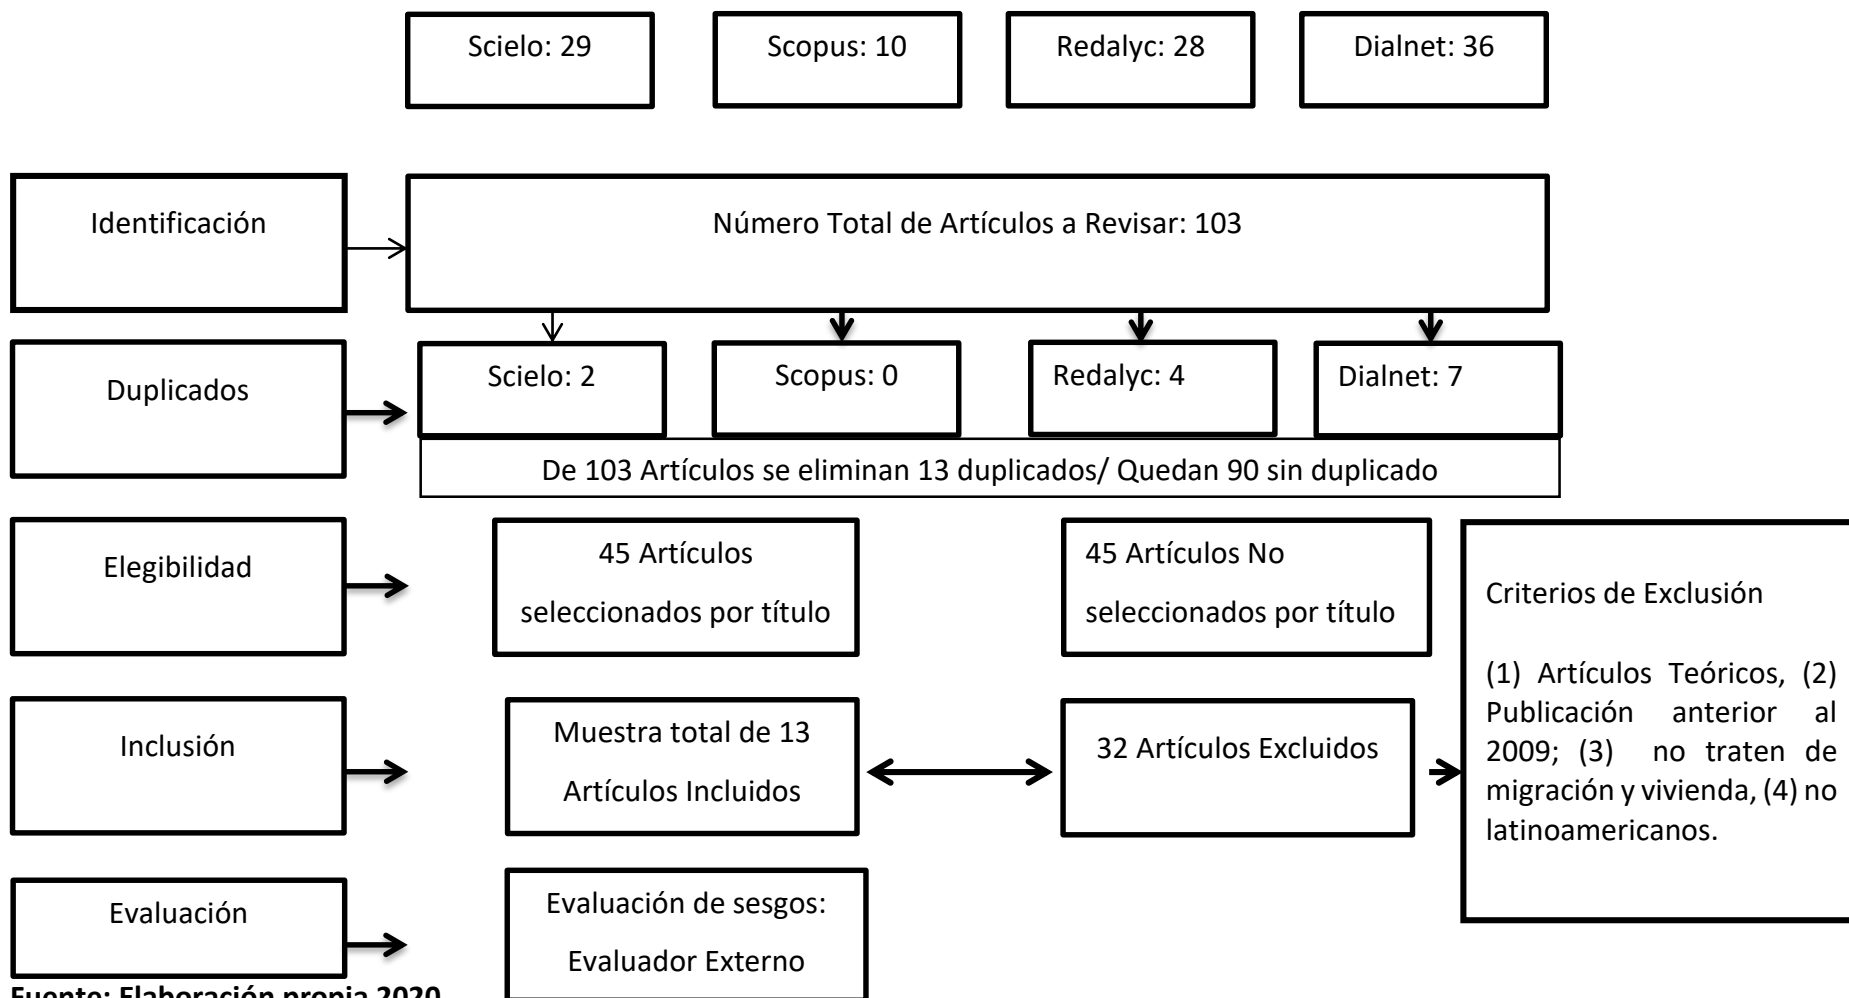 Scielo: 29
Scopus: 10
Redalyc: 28
Dialnet: 36
Identificación
Número Total de Artículos a Revisar: 103
Duplicados
Scielo: 2
Scopus: 0
Redalyc: 4
Dialnet: 7
De 103 Artículos se eliminan 13 duplicados/ Quedan 90 sin duplicado
Elegibilidad
45 Artículos
seleccionados por título
45 Artículos No
seleccionados por título
Criterios de Exclusión
(1) Artículos Teóricos, (2)
Publicación anterior al
2009; (3) no traten de
migración y vivienda, (4) no
latinoamericanos.
Inclusión
Muestra total de 13
Artículos Incluidos
32 Artículos Excluidos
Evaluación
Evaluación de sesgos:
Evaluador Externo
Fuente: Elaboración propia 2020